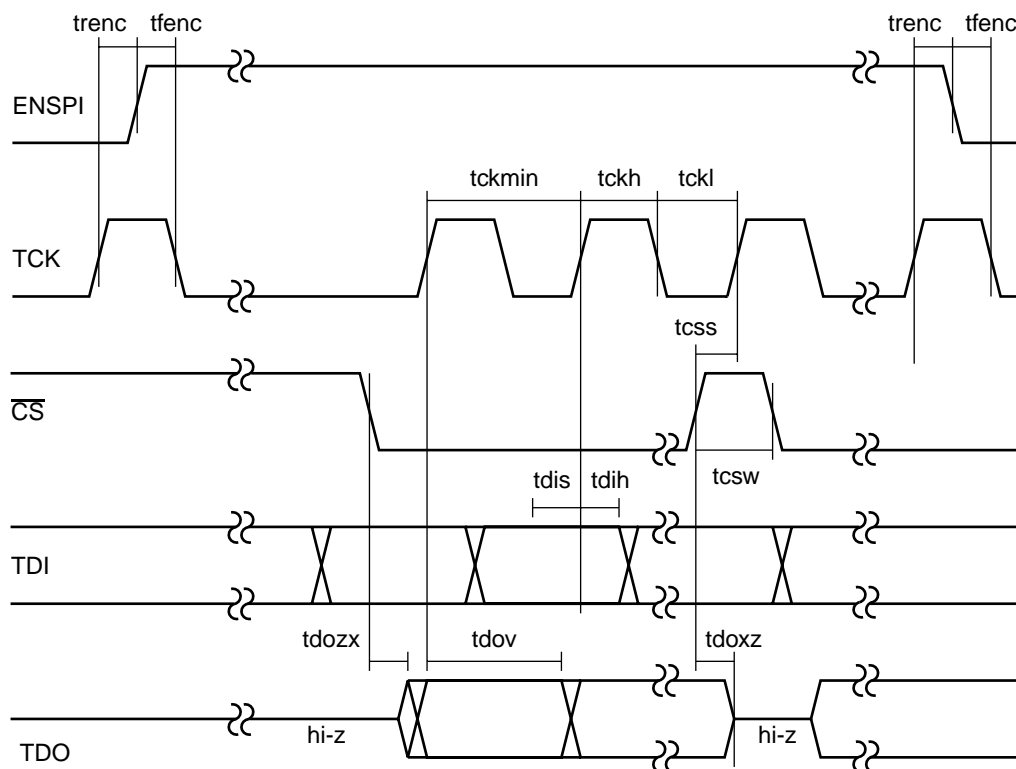 trenc tfenc trenc tfenc
ENSPI
tckmin tckh tckl
TCK
tcss
CS
tcsw
tdis tdih
TDI
tdozx tdov tdoxz
hi-z hi-z
TDO